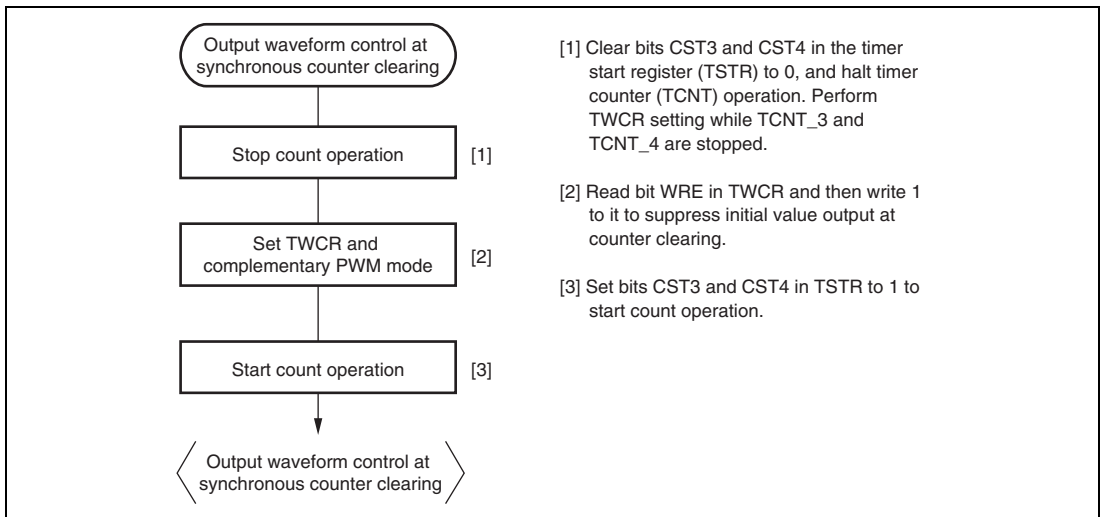 Output waveform control at
synchronous counter clearing
Stop count operation
[1]
Set TWCR and
complementary PWM mode
[2]
Start count operation
[3]
Output waveform control at
synchronous counter clearing
[1] Clear bits CST3 and CST4 in the timer
start register (TSTR) to 0, and halt timer
counter (TCNT) operation. Perform
TWCR setting while TCNT_3 and
TCNT_4 are stopped.
[2] Read bit WRE in TWCR and then write 1
to it to suppress initial value output at
counter clearing.
[3] Set bits CST3 and CST4 in TSTR to 1 to
start count operation.